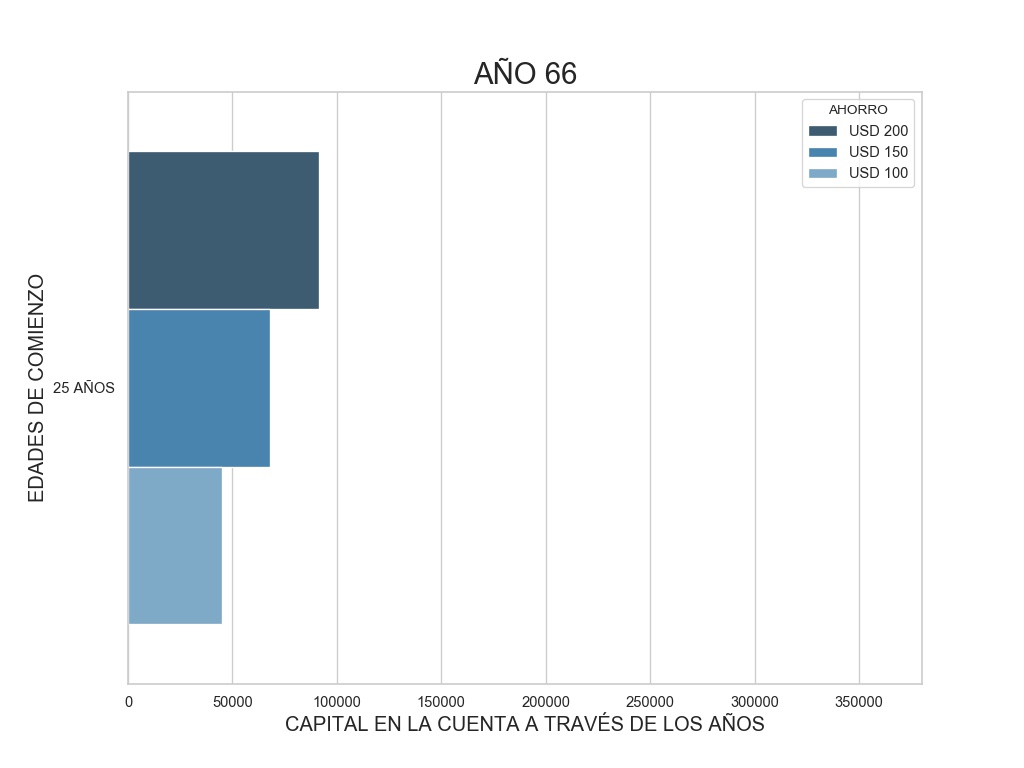 AÑO 66
AHORRO
USD 200
USD 150
USD 100
EDADES DE COMIENZO
25 AÑOS
0 50000 100000 150000 200000 250000 300000 350000
CAPITAL EN LA CUENTA A TRAVÉS DE LOS AÑOS